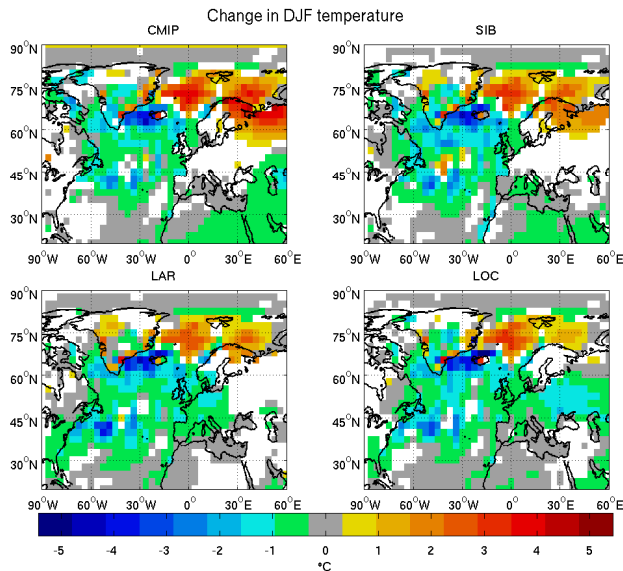 Change in DJF temperature
CMIP SIB
90°N 90°N
75°N 75°N
60°N 60°N
45°N 45°N
30°N 30°N
90°W 60°W 30°W 0° 30°E 60°E 90°W 60°W 30°W 0° 30°E 60°E
LAR LOC
90°N 90°N
75°N 75°N
60°N 60°N
45°N 45°N
30°N 30°N
90°W 60°W 30°W 0° 30°E 60°E 90°W 60°W 30°W 0° 30°E 60°E
-5 -4 -3 -2 -1 0 1 2 3 4 5
°C